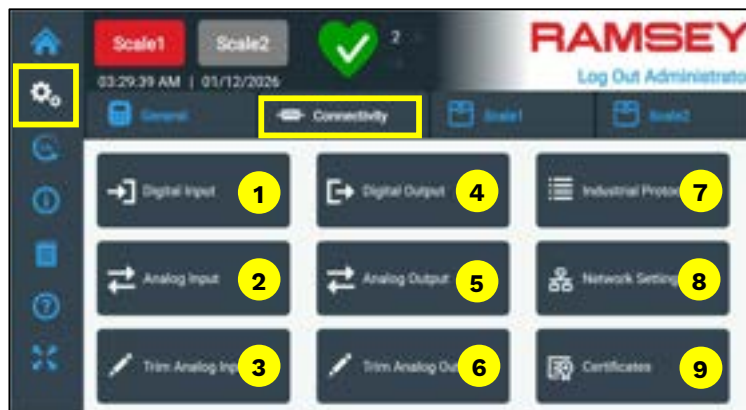 Scale1 Scale2 2 RAMSEY
03:29:39 AM | 01/12/2026 Log Out Administrato
General Connectivity Scale1 Scale2
Digital Input 1 Digital Output 4 Industrial Protoc 7
Analog Input 2 Analog Output 5 Network Setting 8
Trim Analog Inp 3 Trim Analog Out 6 Certificates 9